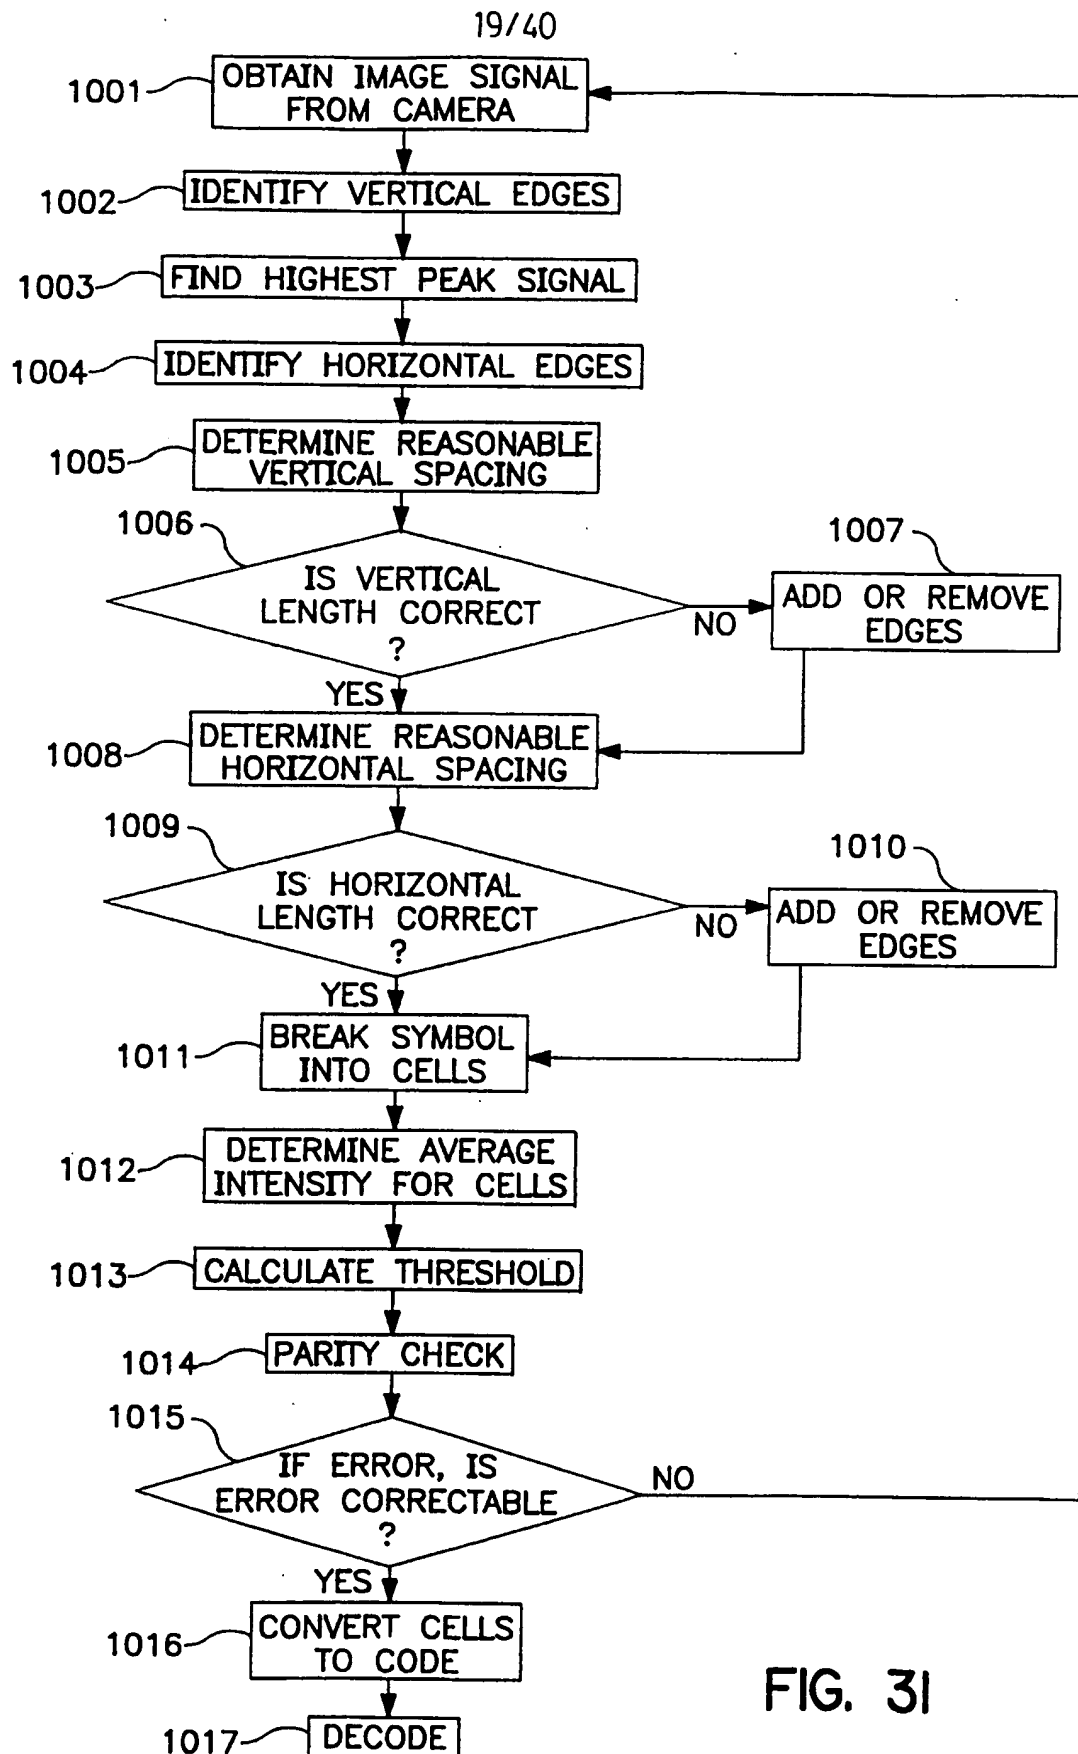 19/40
1001
OBTAIN IMAGE SIGNAL
FROM CAMERA
1002
IDENTIFY VERTICAL EDGES
1003
FIND HIGHEST PEAK SIGNAL
1004
IDENTIFY HORIZONTAL EDGES
1005
DETERMINE REASONABLE
VERTICAL SPACING
1006
IS VERTICAL
LENGTH CORRECT
?
NO
1007
ADD OR REMOVE
EDGES
YES
1008
DETERMINE REASONABLE
HORIZONTAL SPACING
1009
IS HORIZONTAL
LENGTH CORRECT
?
NO
1010
ADD OR REMOVE
EDGES
YES
1011
BREAK SYMBOL
INTO CELLS
1012
DETERMINE AVERAGE
INTENSITY FOR CELLS
1013
CALCULATE THRESHOLD
1014
PARITY CHECK
1015
IF ERROR, IS
ERROR CORRECTABLE
?
NO
YES
1016
CONVERT CELLS
TO CODE
1017
DECODE
FIG. 31